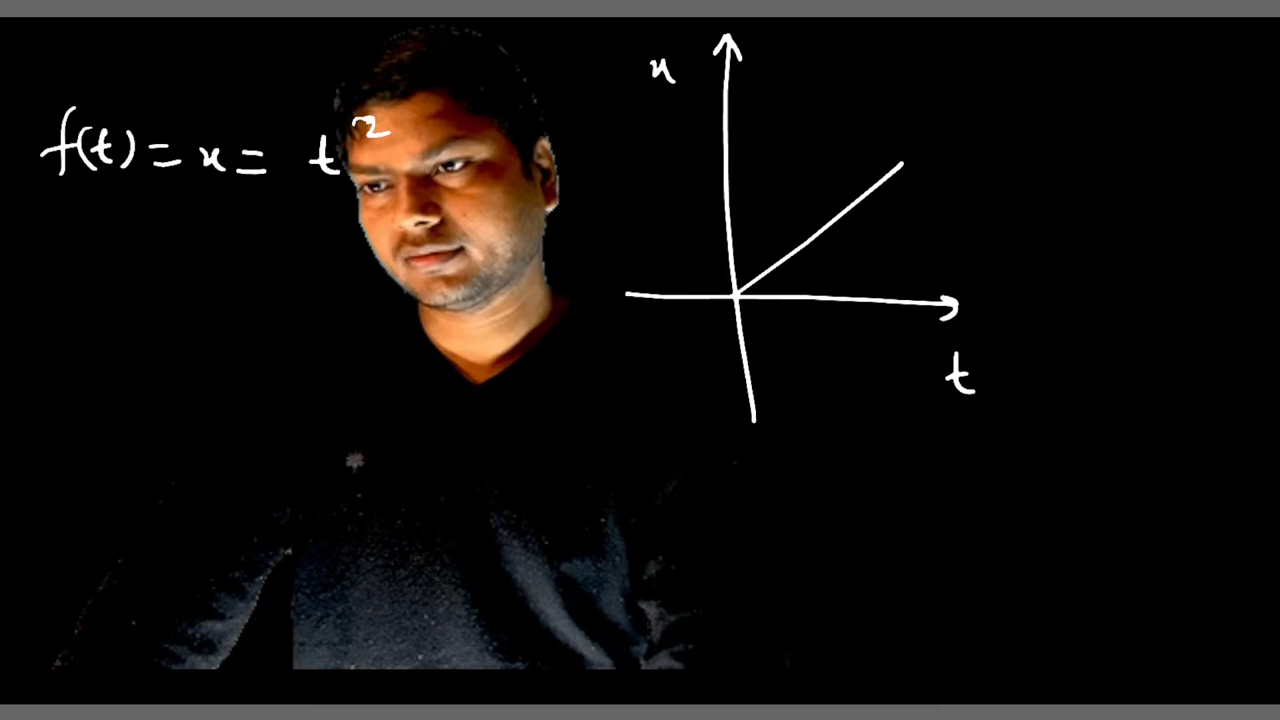 f(t) = x = t²
x
t